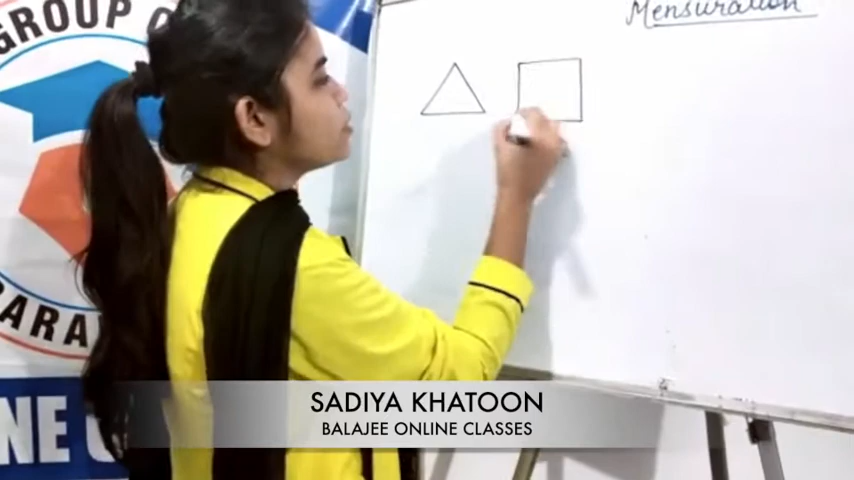 GROUP O
Mensuration
SADIYA KHATOON
BALAJEE ONLINE CLASSES
ARA
NE